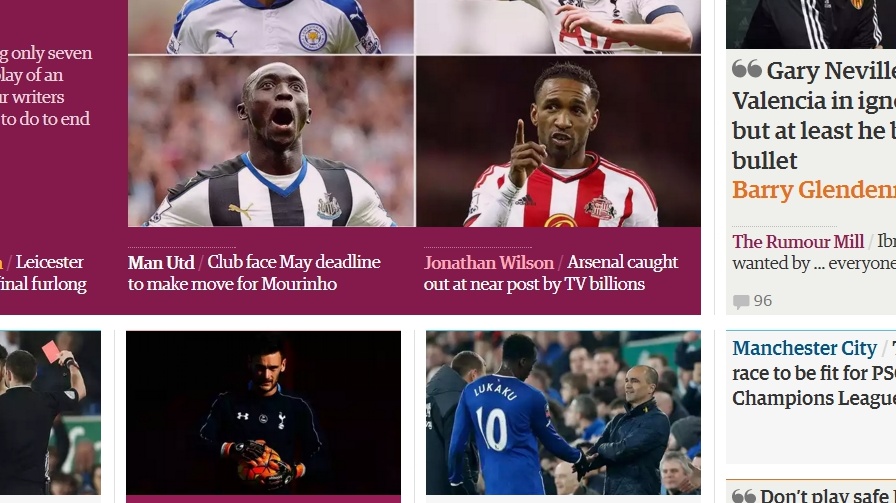 g only seven
play of an
ur writers
to do to end
/ Leicester
final furlong
Man Utd / Club face May deadline
to make move for Mourinho
Jonathan Wilson / Arsenal caught
out at near post by TV billions
LUKAKU
10
Gary Neville
Valencia in igno
but at least he b
bullet
Barry Glendenn
The Rumour Mill / Ibr
wanted by ... everyone
96
Manchester City /
race to be fit for PS
Champions League
Don't play safe